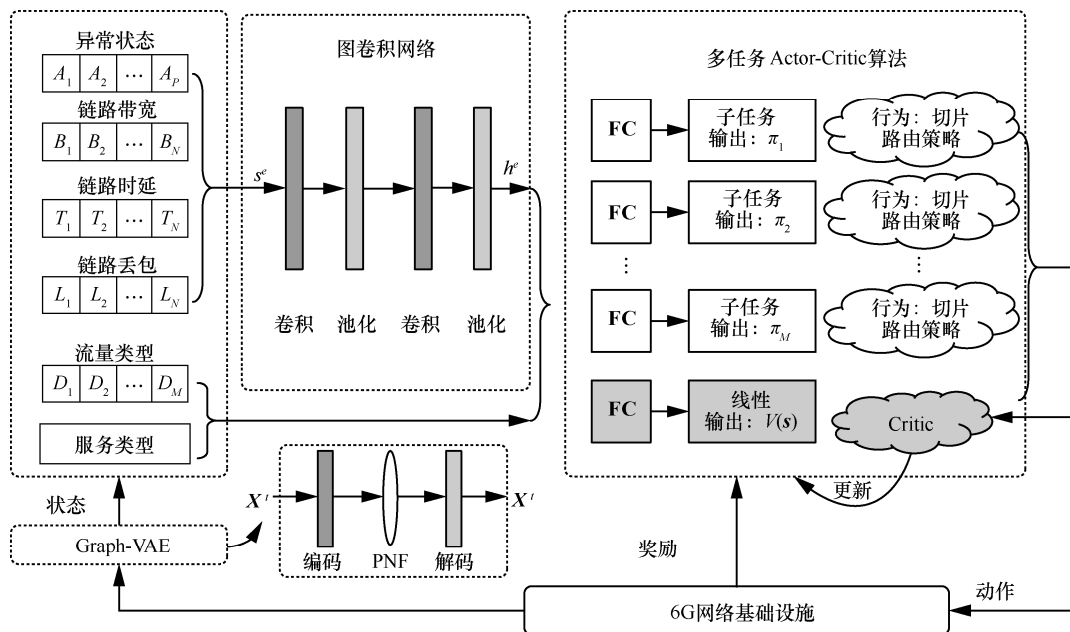 异常状态
A1 A2 … AP
链路带宽
B1 B2 … BN
链路时延
T1 T2 … TN
链路丢包
L1 L2 … LN
流量类型
D1 D2 … DM
服务类型
状态
Graph-VAE
图卷积网络
s^e
h^e
卷积 池化 卷积 池化
X^t
X^t
编码 PNF 解码
多任务 Actor-Critic算法
FC
子任务
输出：π1
行为：切片
路由策略
FC
子任务
输出：π2
行为：切片
路由策略
⋮ ⋮ ⋮
FC
子任务
输出：πM
行为：切片
路由策略
FC
线性
输出：V(s)
Critic
更新
奖励
动作
6G网络基础设施